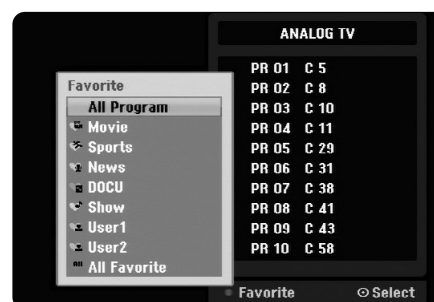 ANALOG TV
PR 01 C 5
PR 02 C 8
PR 03 C 10
PR 04 C 11
PR 05 C 29
PR 06 C 31
PR 07 C 38
PR 08 C 41
PR 09 C 43
PR 10 C 58
Favorite
All Program
Movie
Sports
News
DOCU
Show
User1
User2
All All Favorite
Favorite Select